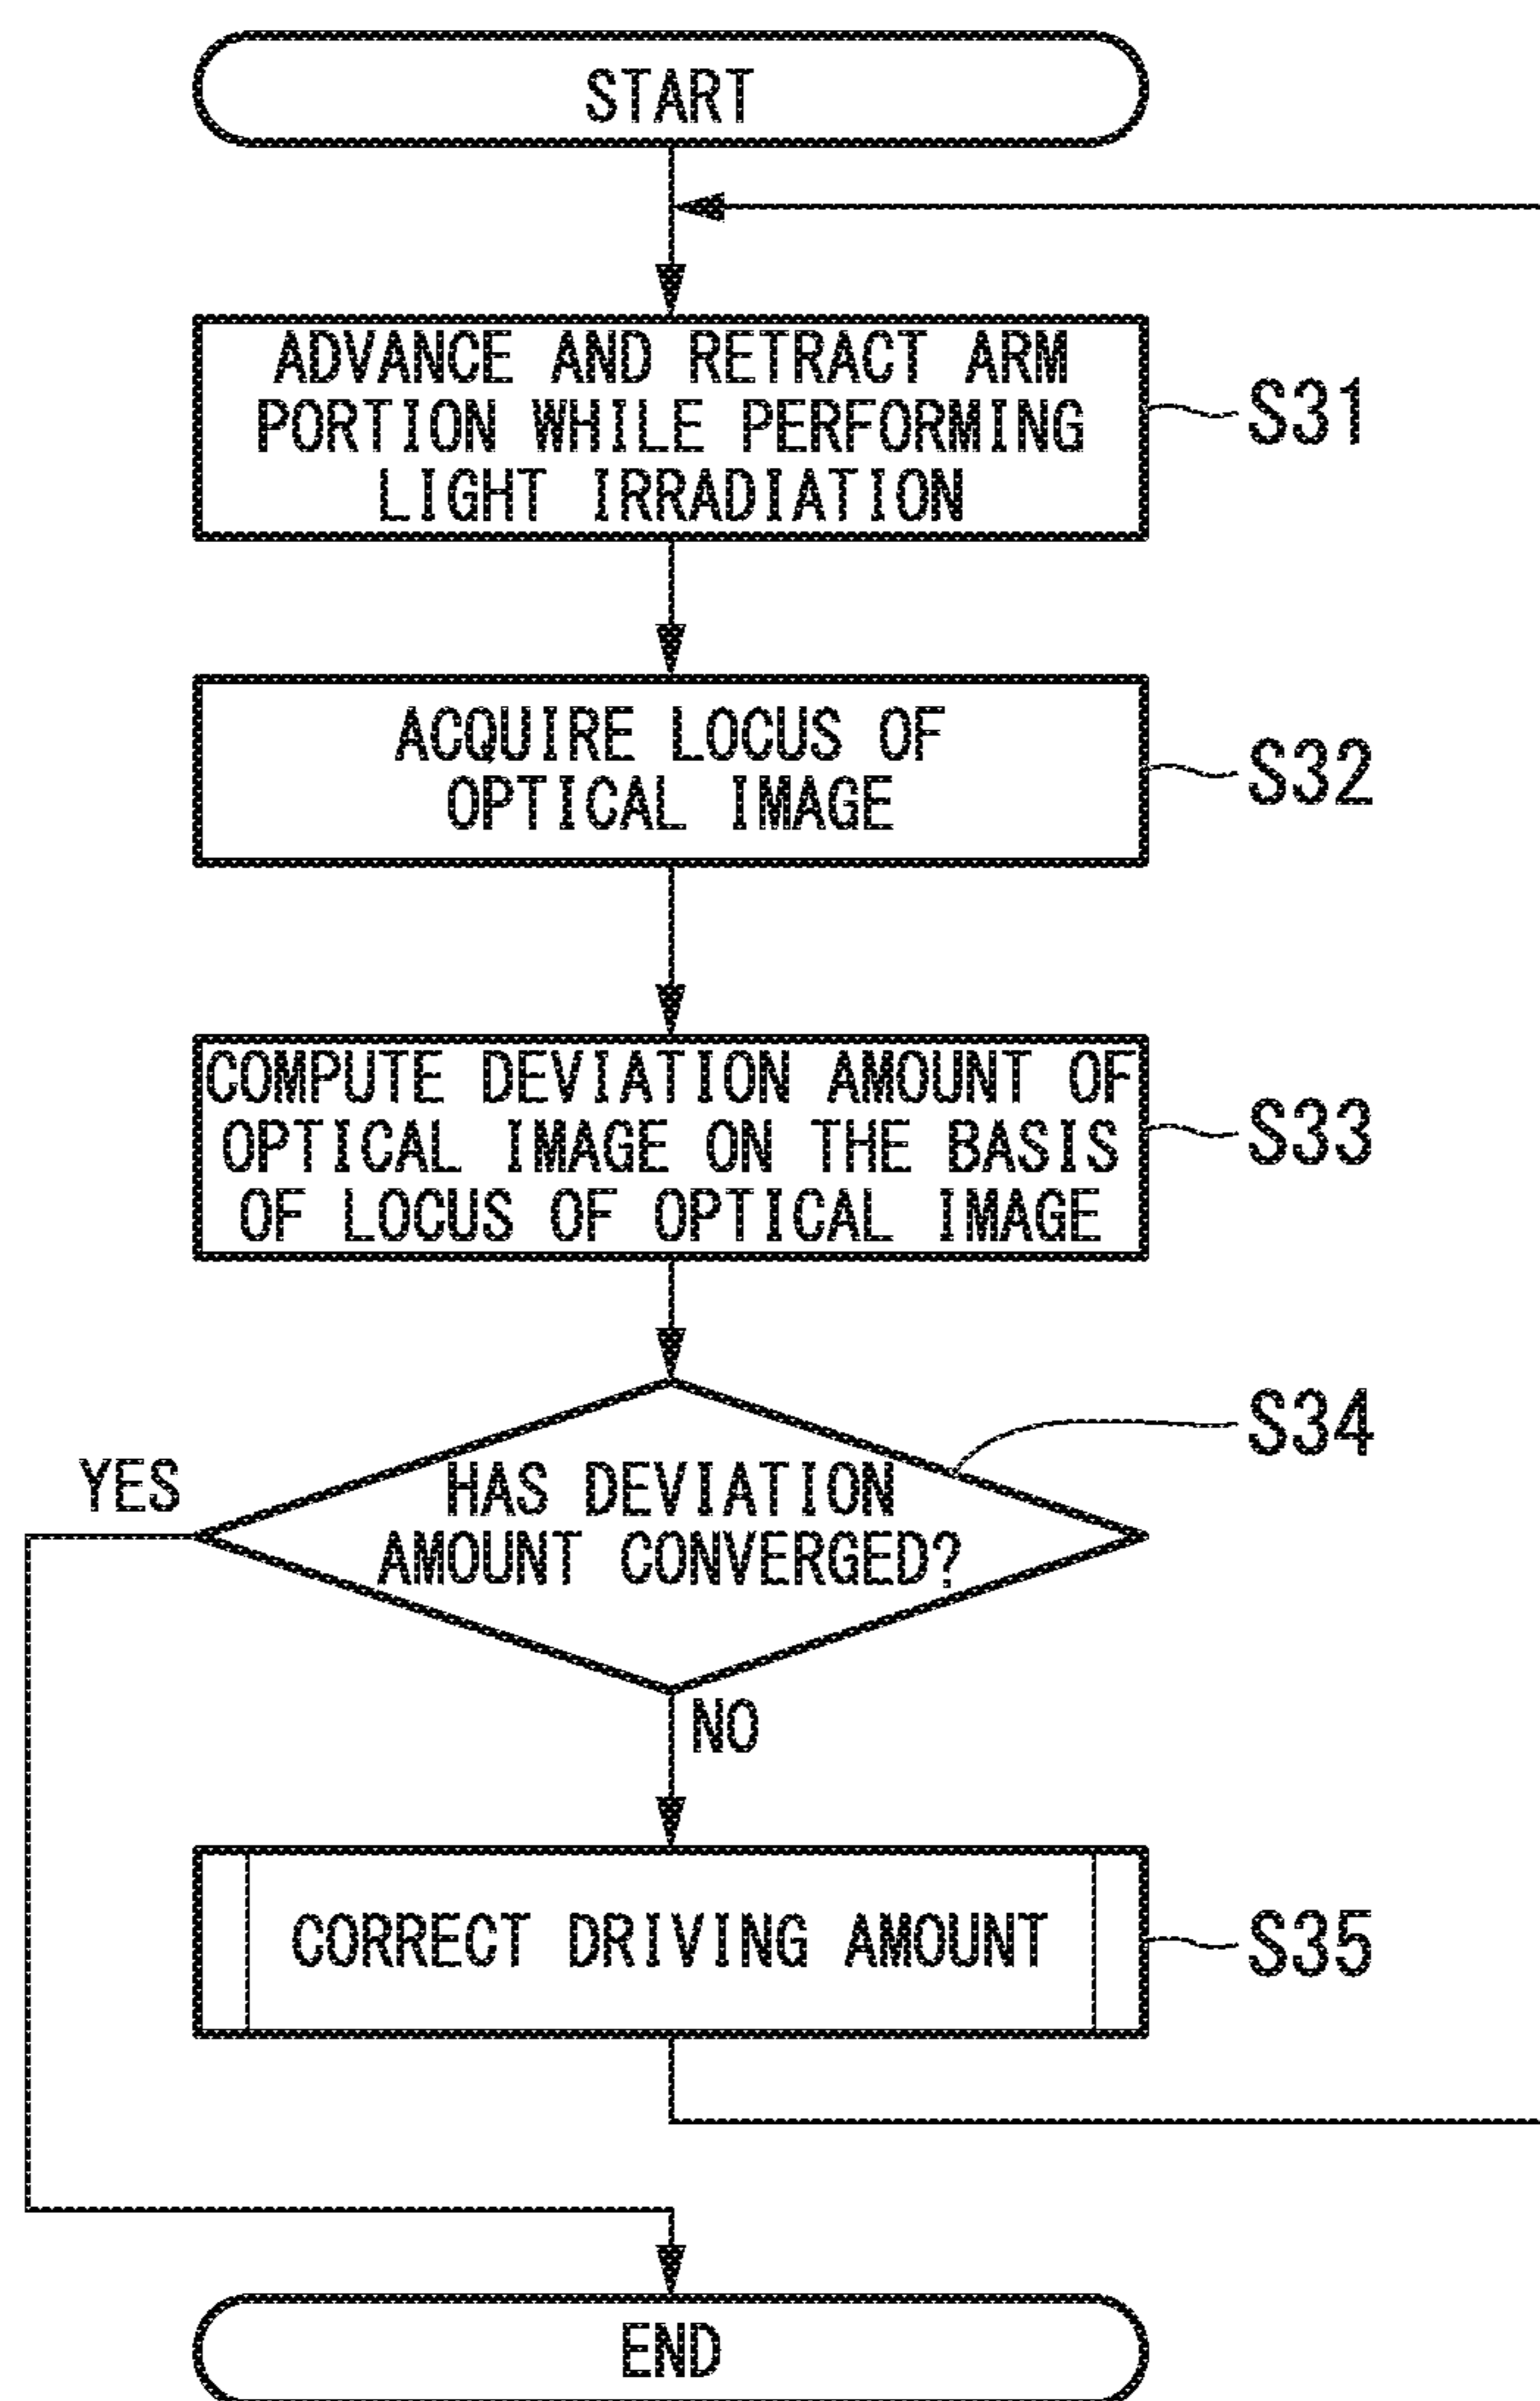 START
ADVANCE AND RETRACT ARM
PORTION WHILE PERFORMING
LIGHT IRRADIATION
S31
ACQUIRE LOCUS OF
OPTICAL IMAGE
S32
COMPUTE DEVIATION AMOUNT OF
OPTICAL IMAGE ON THE BASIS
OF LOCUS OF OPTICAL IMAGE
S33
S34
YES
HAS DEVIATION
AMOUNT CONVERGED?
NO
CORRECT DRIVING AMOUNT
S35
END